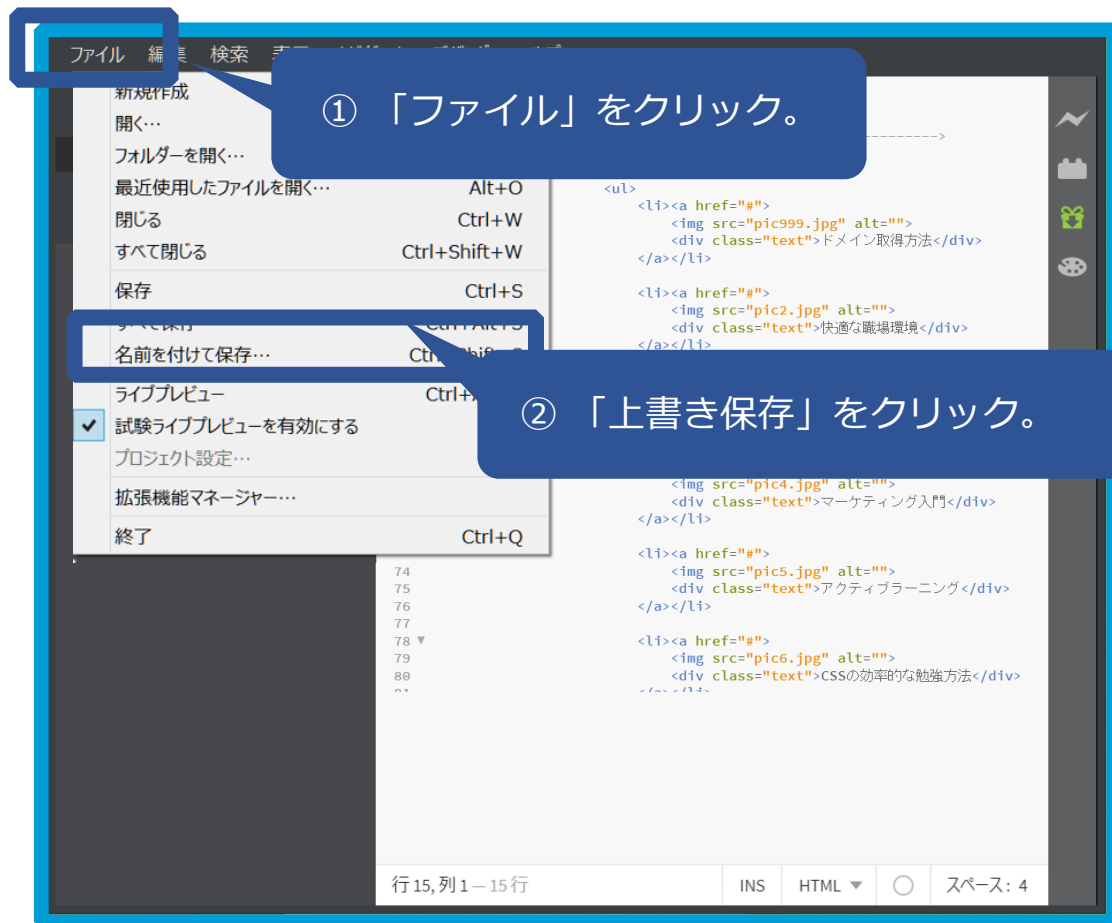 ファイル 編集 検索
① 「ファイル」をクリック。
新規作成
開く…
フォルダーを開く…
最近使用したファイルを開く… Alt+O
閉じる Ctrl+W
すべて閉じる Ctrl+Shift+W
保存 Ctrl+S
すべて保存 Ctrl+Alt+S
名前を付けて保存…
ライブプレビュー
試験ライブプレビューを有効にする
プロジェクト設定…
拡張機能マネージャー…
終了 Ctrl+Q
② 「上書き保存」をクリック。
----------->
<ul>
<li><a href="#">
<img src="pic999.jpg" alt="">
<div class="text">ドメイン取得方法</div>
</a></li>
<li><a href="#">
<img src="pic2.jpg" alt="">
<div class="text">快適な職場環境</div>
</a></li>
<img src="pic4.jpg" alt="">
<div class="text">マーケティング入門</div>
</a></li>
<li><a href="#">
74 <img src="pic5.jpg" alt="">
75 <div class="text">アクティブラーニング</div>
76 </a></li>
77
78 ▼ <li><a href="#">
79 <img src="pic6.jpg" alt="">
80 <div class="text">CSSの効率的な勉強方法</div>
81 </a></li>
行 15, 列 1 — 15 行 INS HTML ▼ スペース: 4